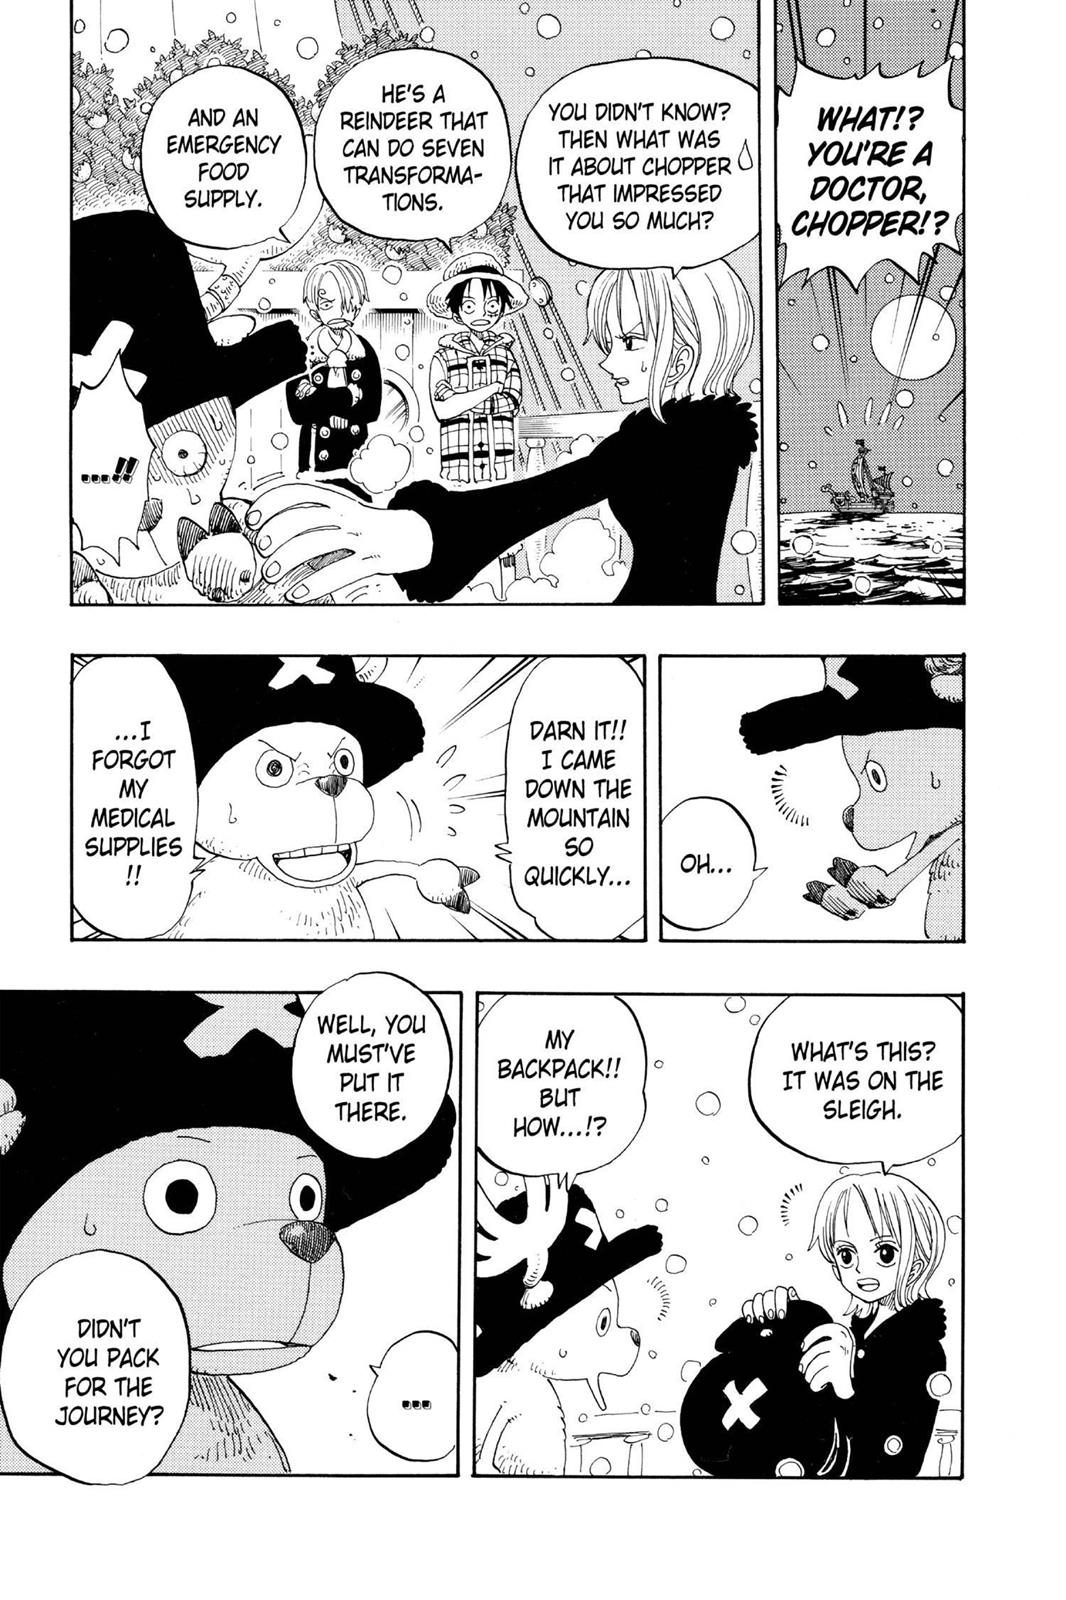 WHAT!?
YOU'RE A
DOCTOR,
CHOPPER!?
YOU DIDN'T KNOW?
THEN WHAT WAS
IT ABOUT CHOPPER
THAT IMPRESSED
YOU SO MUCH?
HE'S A
REINDEER THAT
CAN DO SEVEN
TRANSFORMA-
TIONS.
AND AN
EMERGENCY
FOOD
SUPPLY.
...!!
OH...
DARN IT!!
I CAME
DOWN THE
MOUNTAIN
SO
QUICKLY...
...I
FORGOT
MY
MEDICAL
SUPPLIES
!!
WHAT'S THIS?
IT WAS ON THE
SLEIGH.
MY
BACKPACK!!
BUT
HOW...!?
WELL, YOU
MUST'VE
PUT IT
THERE.
...
DIDN'T
YOU PACK
FOR THE
JOURNEY?